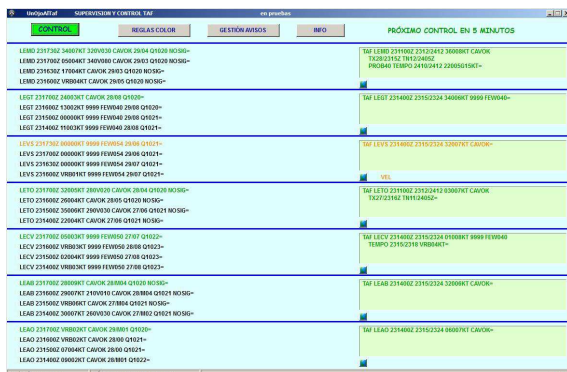 UnOjoAlTaf SUPERVISION Y CONTROL TAF en pruebas
CONTROL REGLAS COLOR GESTIÓN AVISOS INFO PRÓXIMO CONTROL EN 5 MINUTOS
LEMD 231730Z 34007KT 320V030 CAVOK 29/04 Q1020 NOSIG=
LEMD 231700Z 05004KT 340V080 CAVOK 29/03 Q1020 NOSIG=
LEMD 231630Z 17004KT CAVOK 29/03 Q1020 NOSIG=
LEMD 231600Z VRB04KT CAVOK 29/05 Q1020 NOSIG=
TAF LEMD 231100Z 2312/2412 36008KT CAVOK
TX28/2315Z TN12/2405Z
PROB40 TEMPO 2410/2412 22005G15KT=
LEGT 231700Z 24003KT CAVOK 28/08 Q1020=
LEGT 231600Z 13002KT 9999 FEW040 29/08 Q1021=
LEGT 231500Z 00000KT 9999 FEW040 29/08 Q1021=
LEGT 231400Z 11003KT 9999 FEW040 28/08 Q1021=
TAF LEGT 231400Z 2315/2324 34006KT 9999 FEW040=
LEVS 231730Z 00000KT 9999 FEW054 29/06 Q1021=
LEVS 231700Z 00000KT 9999 FEW054 29/06 Q1021=
LEVS 231630Z 00000KT 9999 FEW054 29/07 Q1021=
LEVS 231600Z VRB01KT 9999 FEW054 29/07 Q1021=
TAF LEVS 231400Z 2315/2324 32007KT CAVOK=
VEL
LETO 231700Z 32005KT 280V020 CAVOK 28/04 Q1020 NOSIG=
LETO 231600Z 26004KT CAVOK 28/05 Q1020 NOSIG=
LETO 231500Z 35006KT 290V030 CAVOK 27/06 Q1021 NOSIG=
LETO 231400Z 22004KT CAVOK 27/06 Q1021 NOSIG=
TAF LETO 231100Z 2312/2412 03007KT CAVOK
TX27/2316Z TN11/2405Z=
LECV 231700Z 05003KT 9999 FEW050 27/07 Q1022=
LECV 231600Z VRB03KT 9999 FEW050 28/08 Q1023=
LECV 231500Z 02004KT 9999 FEW050 27/08 Q1023=
LECV 231400Z VRB03KT 9999 FEW050 27/08 Q1023=
TAF LECV 231400Z 2315/2324 01008KT 9999 FEW040
TEMPO 2315/2318 VRB04KT=
LEAB 231700Z 28009KT CAVOK 28/M04 Q1020 NOSIG=
LEAB 231600Z 29007KT 210V010 CAVOK 28/M04 Q1021 NOSIG=
LEAB 231500Z VRB06KT CAVOK 27/M04 Q1021 NOSIG=
LEAB 231400Z 30007KT 260V030 CAVOK 27/M02 Q1021 NOSIG=
TAF LEAB 231400Z 2315/2324 32006KT CAVOK=
LEAO 231700Z VRB02KT CAVOK 29/M01 Q1020=
LEAO 231600Z VRB02KT CAVOK 28/00 Q1021=
LEAO 231500Z 07004KT CAVOK 28/00 Q1021=
LEAO 231400Z 09002KT CAVOK 28/M01 Q1022=
TAF LEAO 231400Z 2315/2324 06007KT CAVOK=